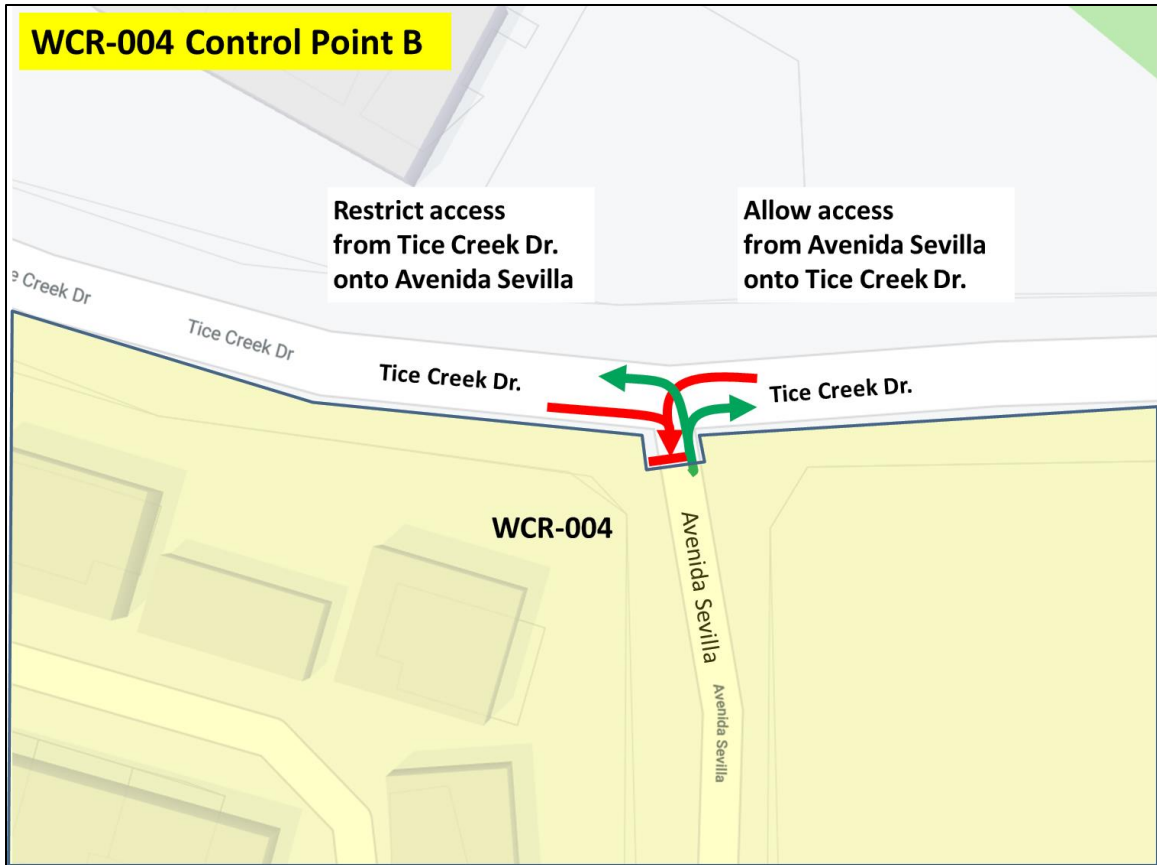 WCR-004 Control Point B
Restrict access
from Tice Creek Dr.
onto Avenida Sevilla
Allow access
from Avenida Sevilla
onto Tice Creek Dr.
Creek Dr
Tice Creek Dr
Tice Creek Dr.
Tice Creek Dr.
WCR-004
Avenida Sevilla
Avenida Sevilla